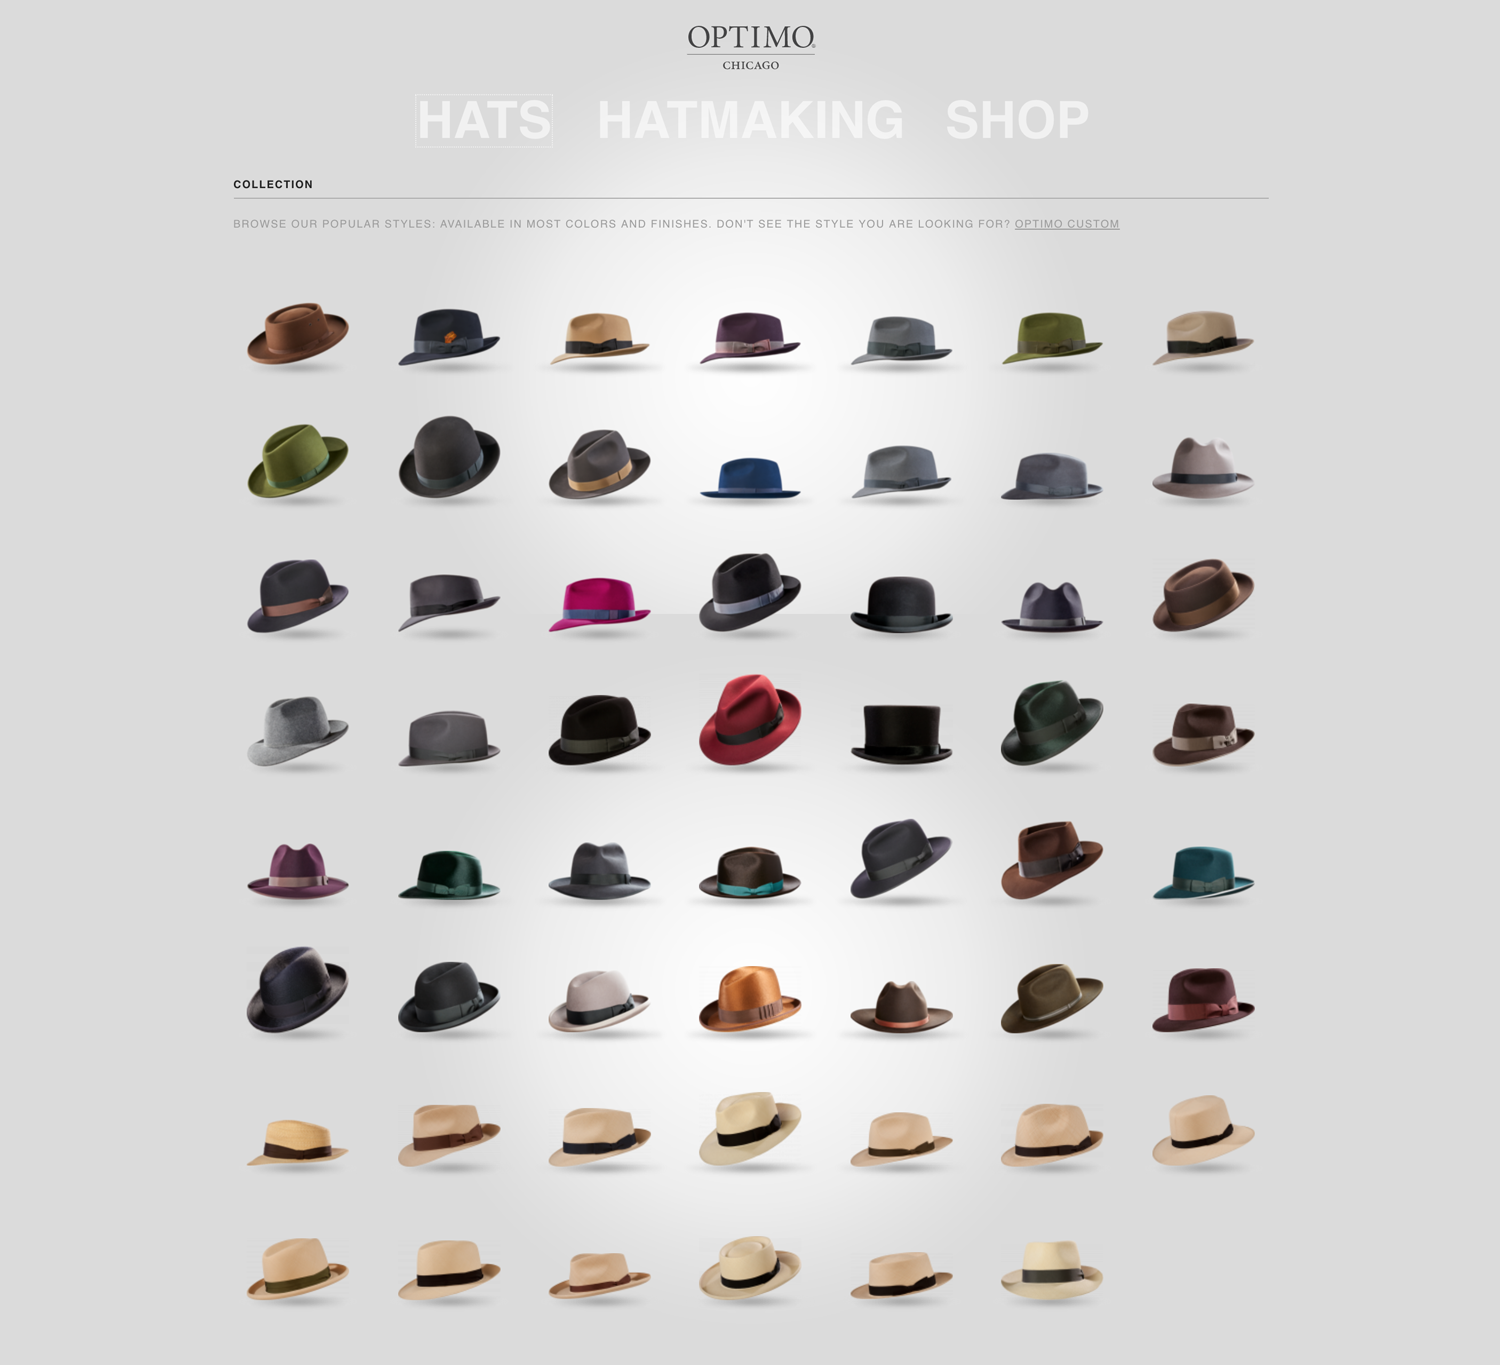 OPTIMO®
CHICAGO
HATS HATMAKING SHOP
COLLECTION
BROWSE OUR POPULAR STYLES: AVAILABLE IN MOST COLORS AND FINISHES. DON'T SEE THE STYLE YOU ARE LOOKING FOR? OPTIMO CUSTOM